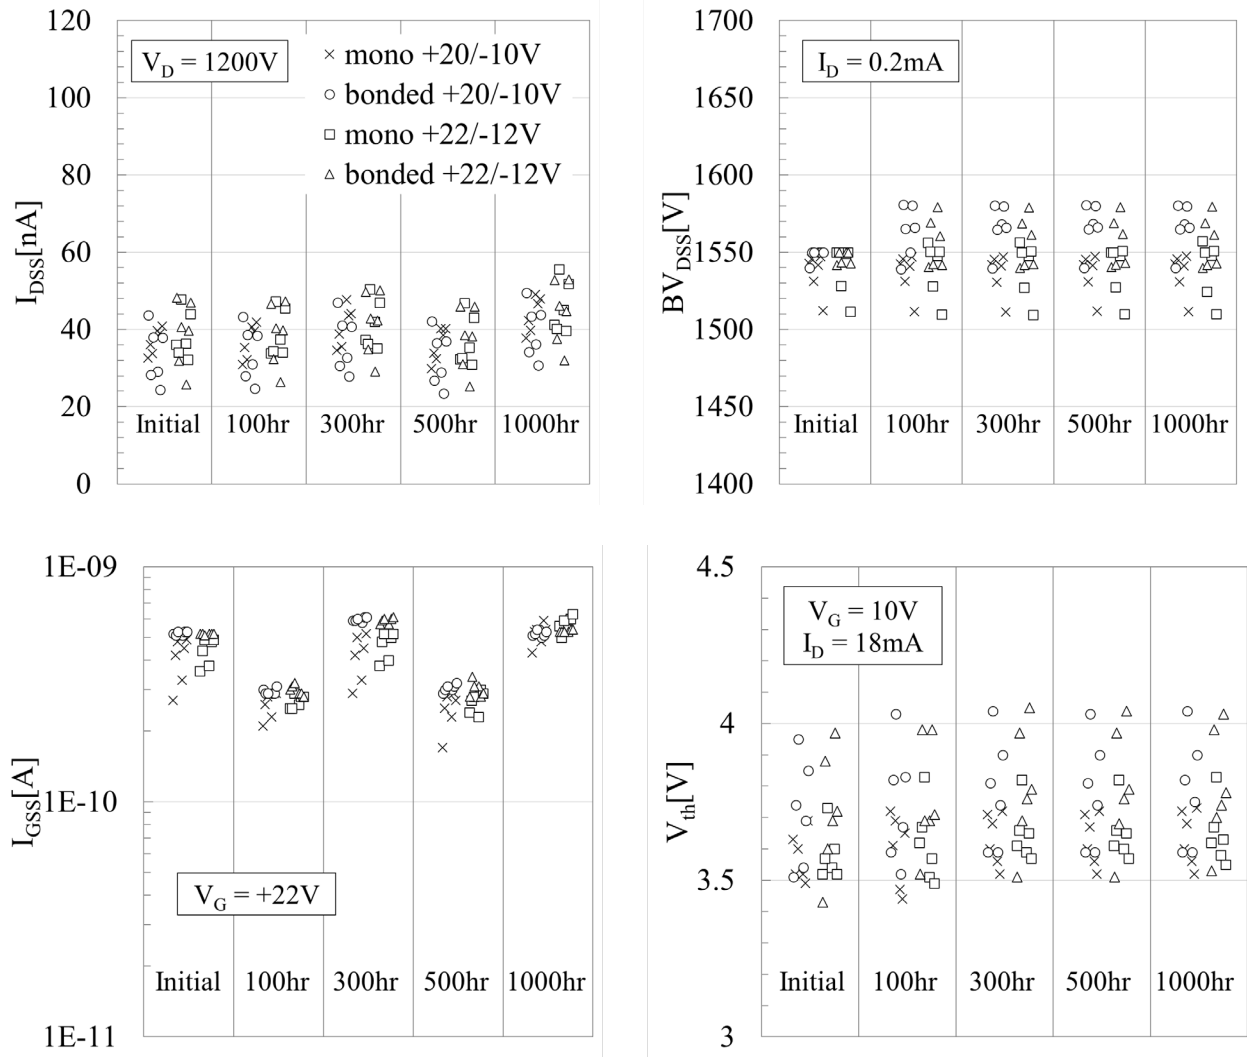 120
100
80
60
40
20
0
I_DSS[nA]
V_D = 1200V
× mono +20/-10V
○ bonded +20/-10V
□ mono +22/-12V
△ bonded +22/-12V
Initial 100hr 300hr 500hr 1000hr
1700
1650
1600
1550
1500
1450
1400
BV_DSS[V]
I_D = 0.2mA
Initial 100hr 300hr 500hr 1000hr
1E-09
1E-10
1E-11
I_GSS[A]
V_G = +22V
Initial 100hr 300hr 500hr 1000hr
4.5
4
3.5
3
V_th[V]
V_G = 10V
I_D = 18mA
Initial 100hr 300hr 500hr 1000hr